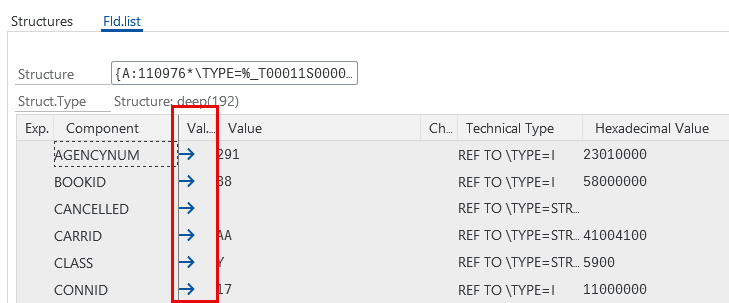 Structures Fld.list
Structure {A:110976*\TYPE=%_T00011S0000...
Struct.Type Structure: deep(192)
Exp. Component Val... Value Ch... Technical Type Hexadecimal Value
AGENCYNUM → 291 REF TO \TYPE=I 23010000
BOOKID → 88 REF TO \TYPE=I 58000000
CANCELLED → REF TO \TYPE=STR...
CARRID → AA REF TO \TYPE=STR... 41004100
CLASS → Y REF TO \TYPE=STR... 5900
CONNID → 17 REF TO \TYPE=I 11000000